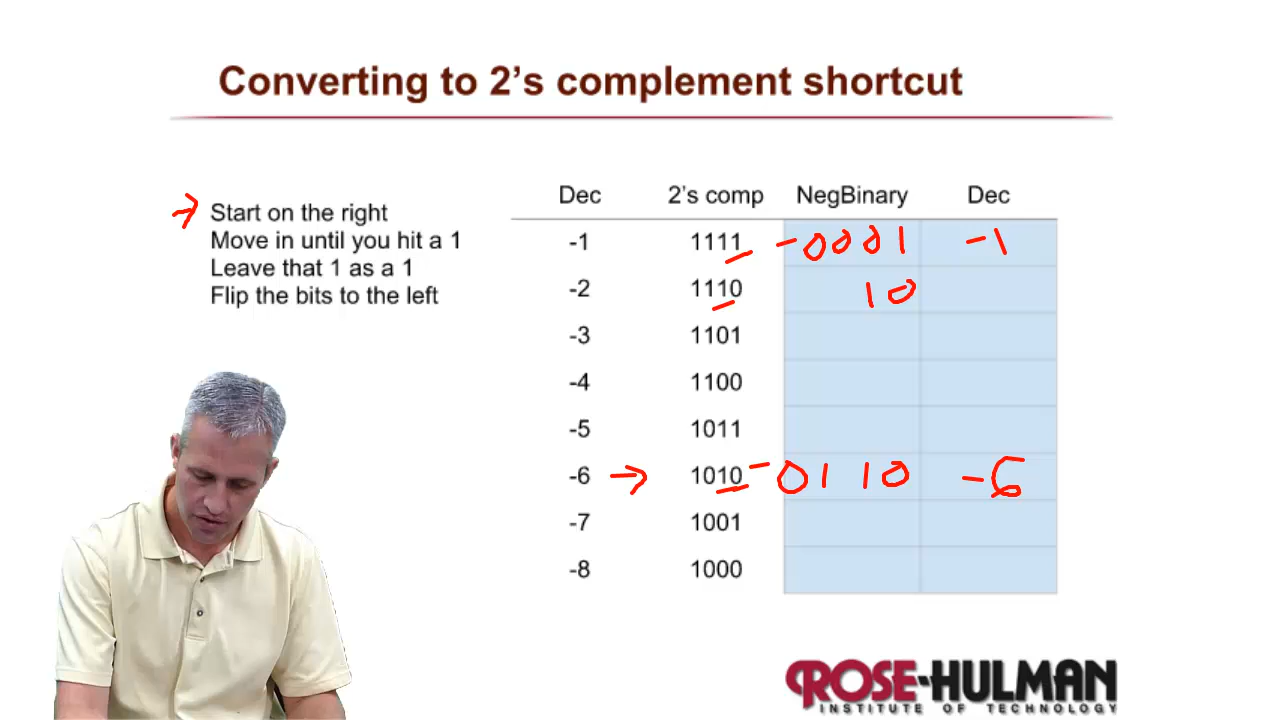 Converting to 2's complement shortcut
Start on the right
Move in until you hit a 1
Leave that 1 as a 1
Flip the bits to the left
Dec 2's comp NegBinary Dec
-1 1111 -0001 -1
-2 1110 10
-3 1101
-4 1100
-5 1011
-6 → 1010 -0110 -6
-7 1001
-8 1000
ROSE-HULMAN
INSTITUTE OF TECHNOLOGY